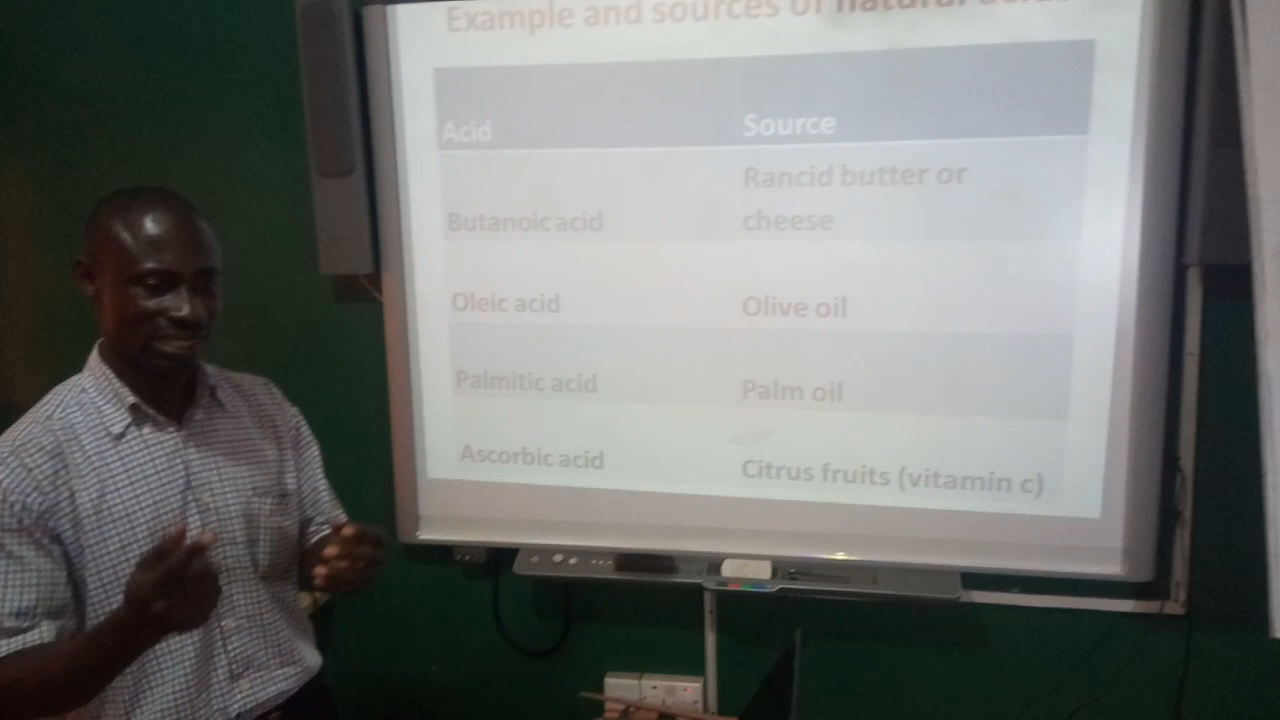 Example and sources of natural
Acid Source
Butanoic acid Rancid butter or
cheese
Oleic acid Olive oil
Palmitic acid Palm oil
Ascorbic acid Citrus fruits (vitamin c)